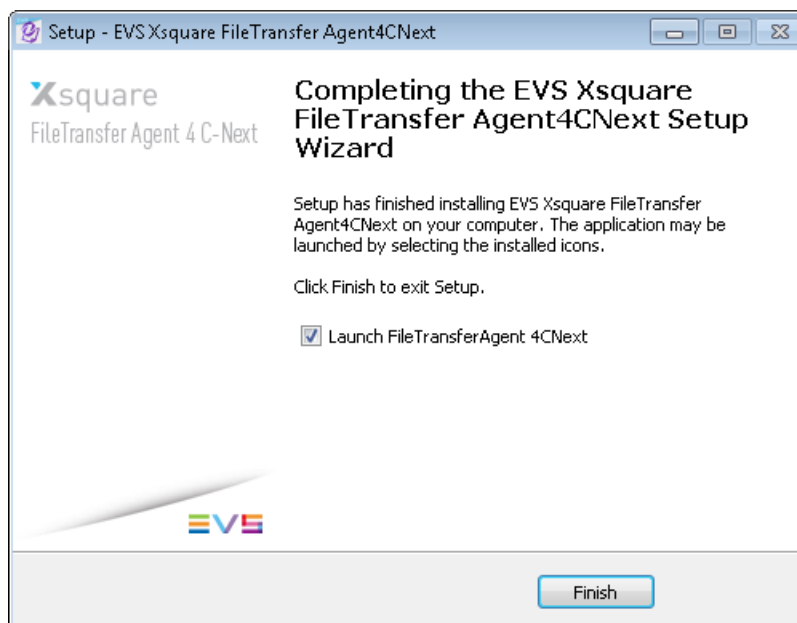 Setup - EVS Xsquare FileTransfer Agent4CNext
Xsquare
FileTransfer Agent 4 C-Next
Completing the EVS Xsquare
FileTransfer Agent4CNext Setup
Wizard
Setup has finished installing EVS Xsquare FileTransfer
Agent4CNext on your computer. The application may be
launched by selecting the installed icons.
Click Finish to exit Setup.
Launch FileTransferAgent 4CNext
EVS
Finish